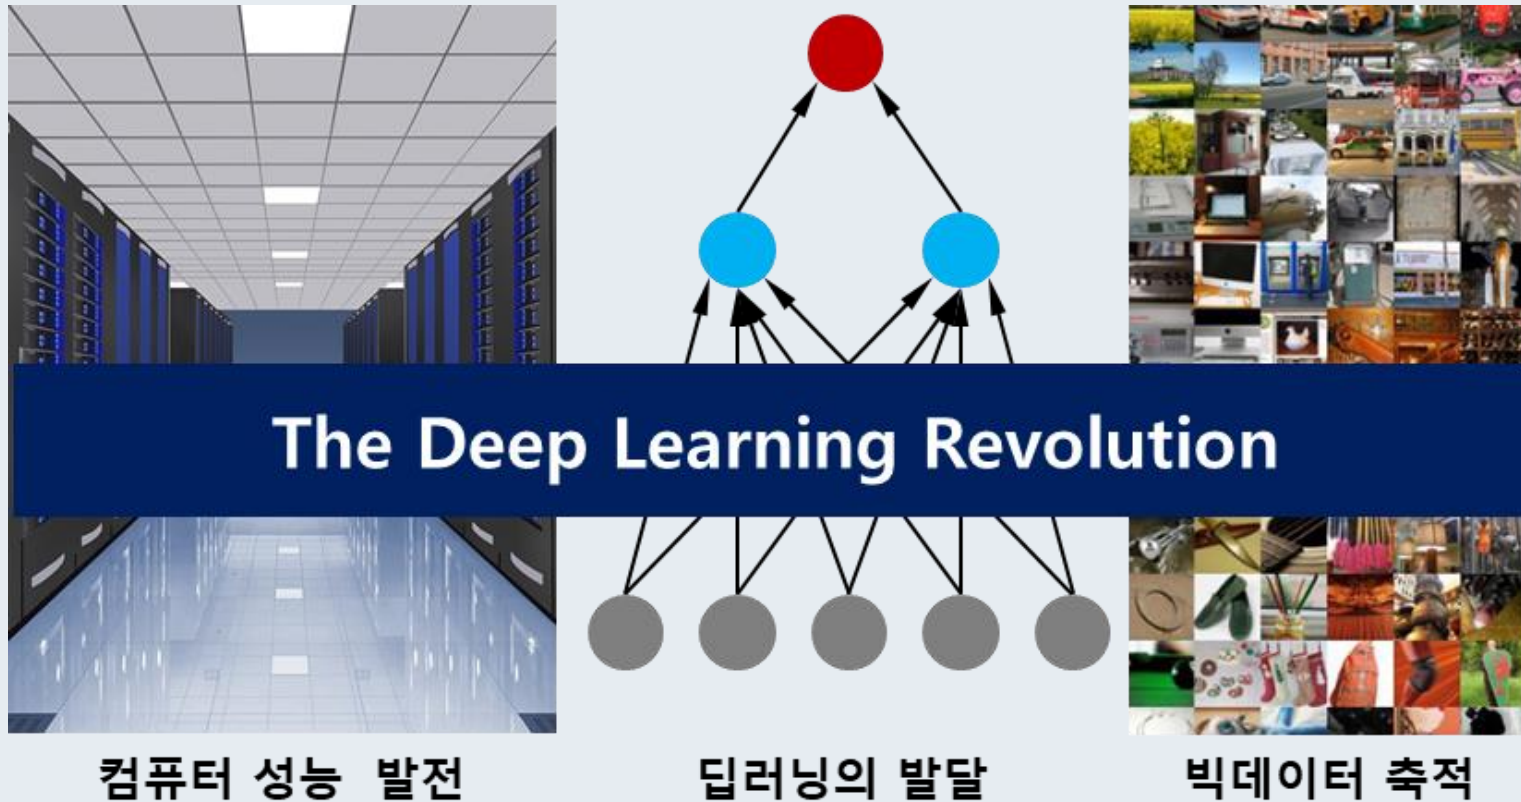 The Deep Learning Revolution
컴퓨터 성능 발전
딥러닝의 발달
빅데이터 축적